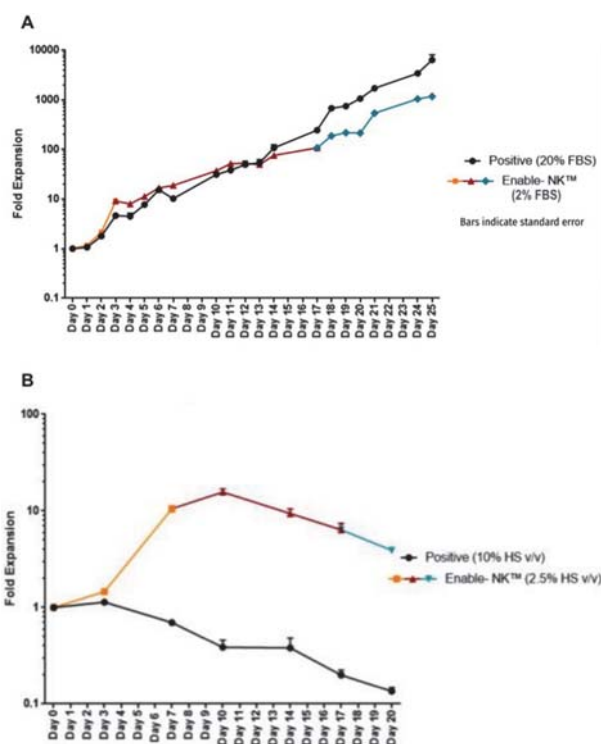 A
10000
1000
100
10
1
0.1
Fold Expansion
Day 0
Day 1
Day 2
Day 3
Day 4
Day 5
Day 6
Day 7
Day 8
Day 9
Day 10
Day 11
Day 12
Day 13
Day 14
Day 15
Day 16
Day 17
Day 18
Day 19
Day 20
Day 21
Day 22
Day 23
Day 24
Day 25
Positive (20% FBS)
Enable- NK™
(2% FBS)
Bars indicate standard error
B
100
10
1
0.1
Fold Expansion
Day 0
Day 1
Day 2
Day 3
Day 4
Day 5
Day 6
Day 7
Day 8
Day 9
Day 10
Day 11
Day 12
Day 13
Day 14
Day 15
Day 16
Day 17
Day 18
Day 19
Day 20
Positive (10% HS v/v)
Enable- NK™ (2.5% HS v/v)